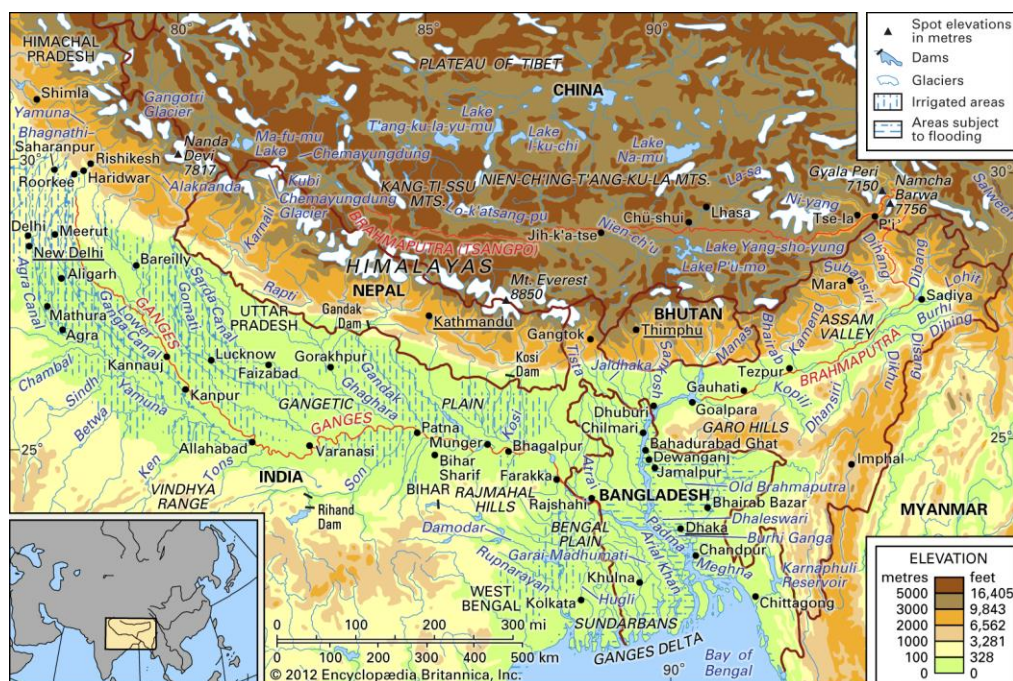 80
85
90
HIMACHAL
PRADESH
Shimla
Yamuna
Bhagnathi–
Saharanpur
30°
Rishikesh
Roorkee
Haridwar
Gangotri
Glacier
Nanda
Devi
7817
Alaknanda
Ma-fu-mu
Lake
Chemayungdung
Kubi
Chemayungdung
Glacier
Karnali
PLATEAU OF TIBET
CHINA
Lake
T'ang-ku-la-yu-mu
Lake
I-ku-chi
Lake
Na-mu
KANG-TI-SSU
MTS.
NIEN-CH'ING-T'ANG-KU-LA MTS.
Lo-k'atsang-pu
La-sa
Lhasa
Chü-shui
Jih-k'a-tse
Nien-ch'u
Lake Yang-sho-yung
Lake P'u-mo
Ni-yang
Tse-la
Gyala Peri
7150
Namcha
Barwa
7756
30°
Salween
BRAHMAPUTRA (TSANGPO)
HIMALAYAS
Mt. Everest
8850
NEPAL
Kathmandu
BHUTAN
Thimphu
Gangtok
Delhi
Meerut
New Delhi
Aligarh
Bareilly
Agra Canal
Mathura
Agra
Lower
Ganga Canal
GANGES
Sarda Canal
Gomati
Rapti
UTTAR
PRADESH
Gandak
Dam
Kosi
Dam
Kannauj
Lucknow
Faizabad
Gorakhpur
Kanpur
Gandak
Ghaghara
GANGETIC
PLAIN
GANGES
Kosi
Chambal
Sindh
Yamuna
Betwa
25°
Allahabad
Varanasi
Patna
Munger
Bhagalpur
Bihar
Sharif
BIHAR
Ken
Tons
Son
INDIA
VINDHYA
RANGE
Rihand
Dam
RAJMAHAL
HILLS
Farakka
Rajshahi
Damodar
Rupnarayan
BENGAL
PLAIN
Garai-Madhumati
Hugli
WEST
BENGAL
Kolkata
Khulna
SUNDARBANS
GANGES DELTA
Bay of
Bengal
90°
Tista
Jaldhaka
Sankosh
Manas
Bhairab
Kameng
Subansiri
Mara
Dihang
Dibang
Lohit
Sadiya
Burhi
Dihing
Disang
Dikhu
ASSAM
VALLEY
BRAHMAPUTRA
Tezpur
Gauhati
Goalpara
Kopili
Dhansiri
GARO HILLS
Dhuburi
Chilmari
Bahadurabad Ghat
Dewanganj
Jamalpur
Old Brahmaputra
BANGLADESH
Bhairab Bazar
Dhaleswari
Dhaka
Burhi Ganga
Padma
Arial Khan
Chandpur
Meghna
Karnaphuli
Reservoir
Chittagong
Imphal
25°
MYANMAR
Spot elevations
in metres
Dams
Glaciers
Irrigated areas
Areas subject
to flooding
ELEVATION
metres feet
5000 16,405
3000 9,843
2000 6,562
1000 3,281
100 328
0 0
0 100 200 300 mi
0 180 360 500 km
© 2012 Encyclopædia Britannica, Inc.